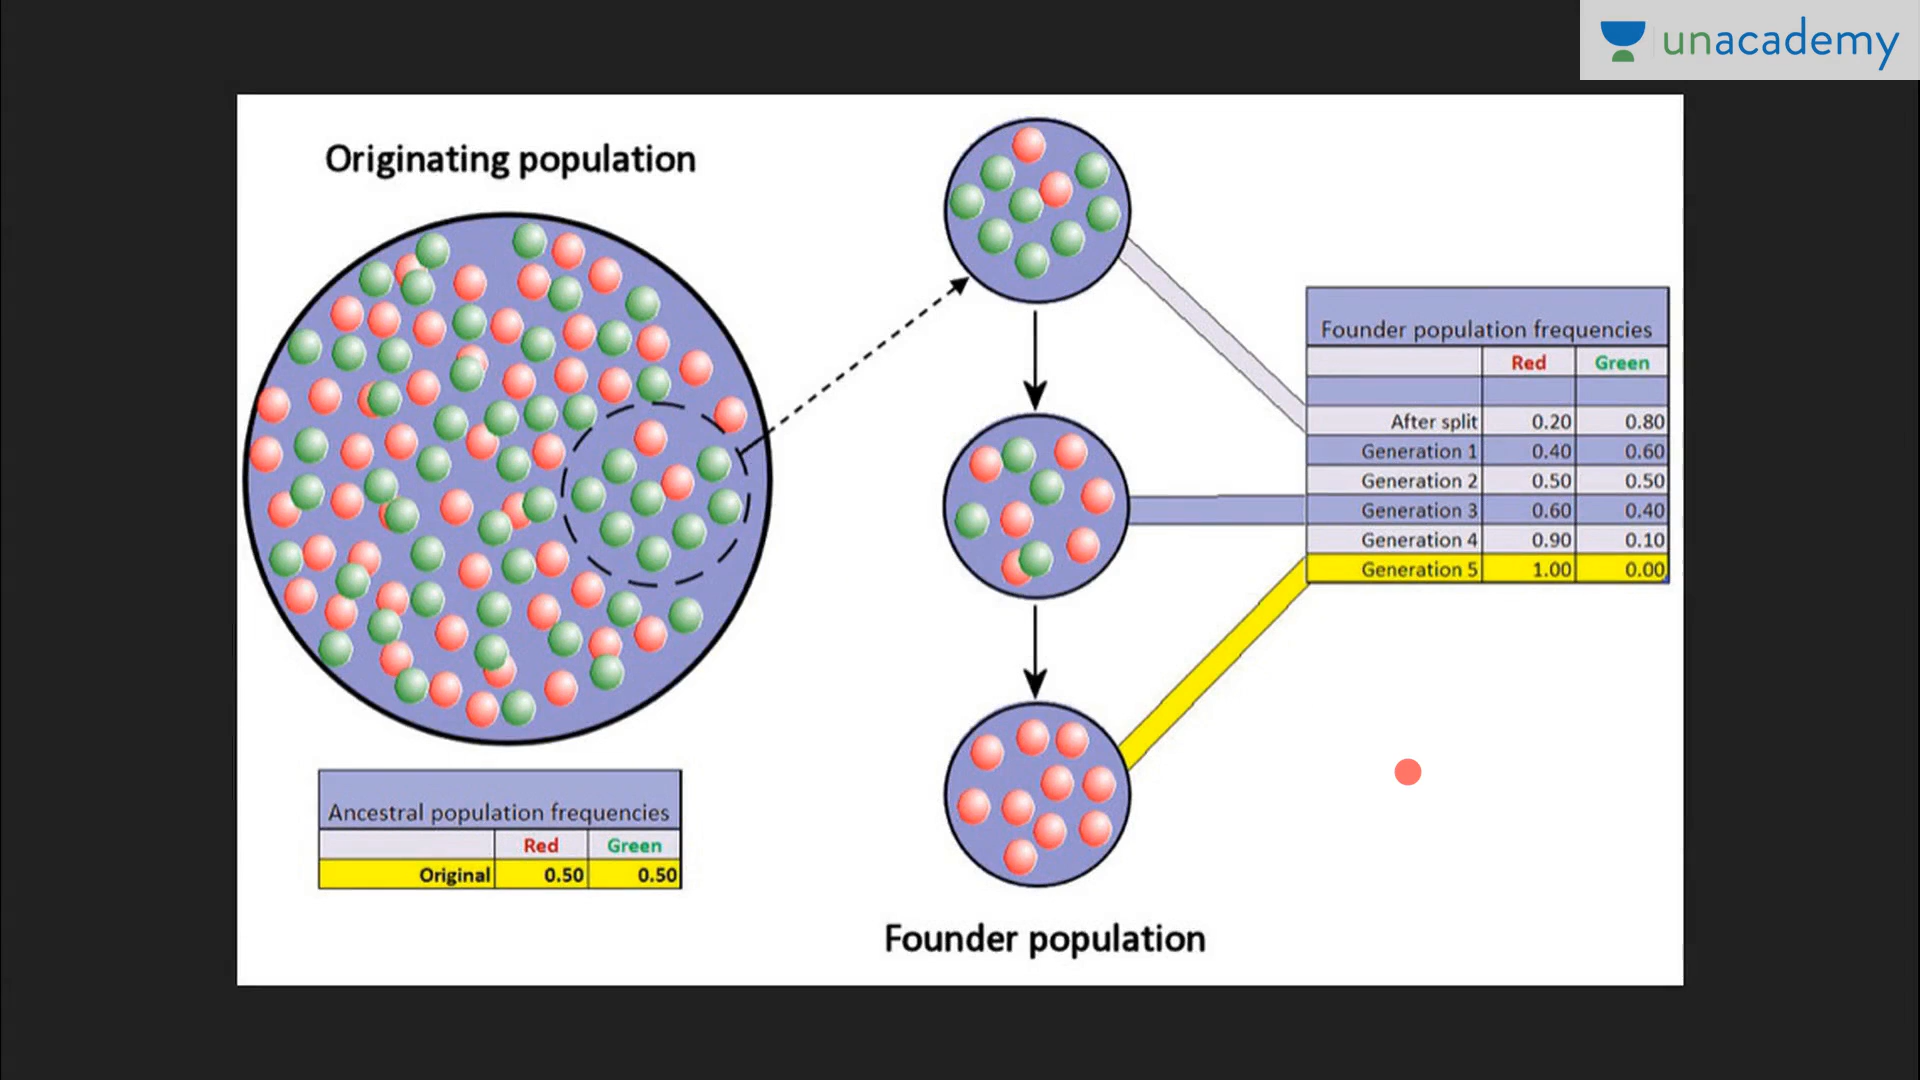 unacademy
Originating population
Founder population frequencies
Red Green
After split 0.20 0.80
Generation 1 0.40 0.60
Generation 2 0.50 0.50
Generation 3 0.60 0.40
Generation 4 0.90 0.10
Generation 5 1.00 0.00
Ancestral population frequencies
Red Green
Original 0.50 0.50
Founder population